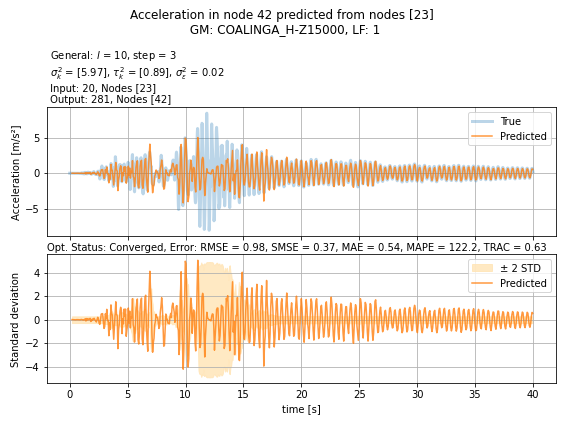 Acceleration in node 42 predicted from nodes [23]
GM: COALINGA_H-Z15000, LF: 1
General: l = 10, step = 3
σ²ₖ = [5.97], τ²ₖ = [0.89], σ²ε = 0.02
Input: 20, Nodes [23]
Output: 281, Nodes [42]
Acceleration [m/s²]
5
0
−5
True
Predicted
Opt. Status: Converged, Error: RMSE = 0.98, SMSE = 0.37, MAE = 0.54, MAPE = 122.2, TRAC = 0.63
Standard deviation
4
2
0
−2
−4
± 2 STD
Predicted
0 5 10 15 20 25 30 35 40
time [s]